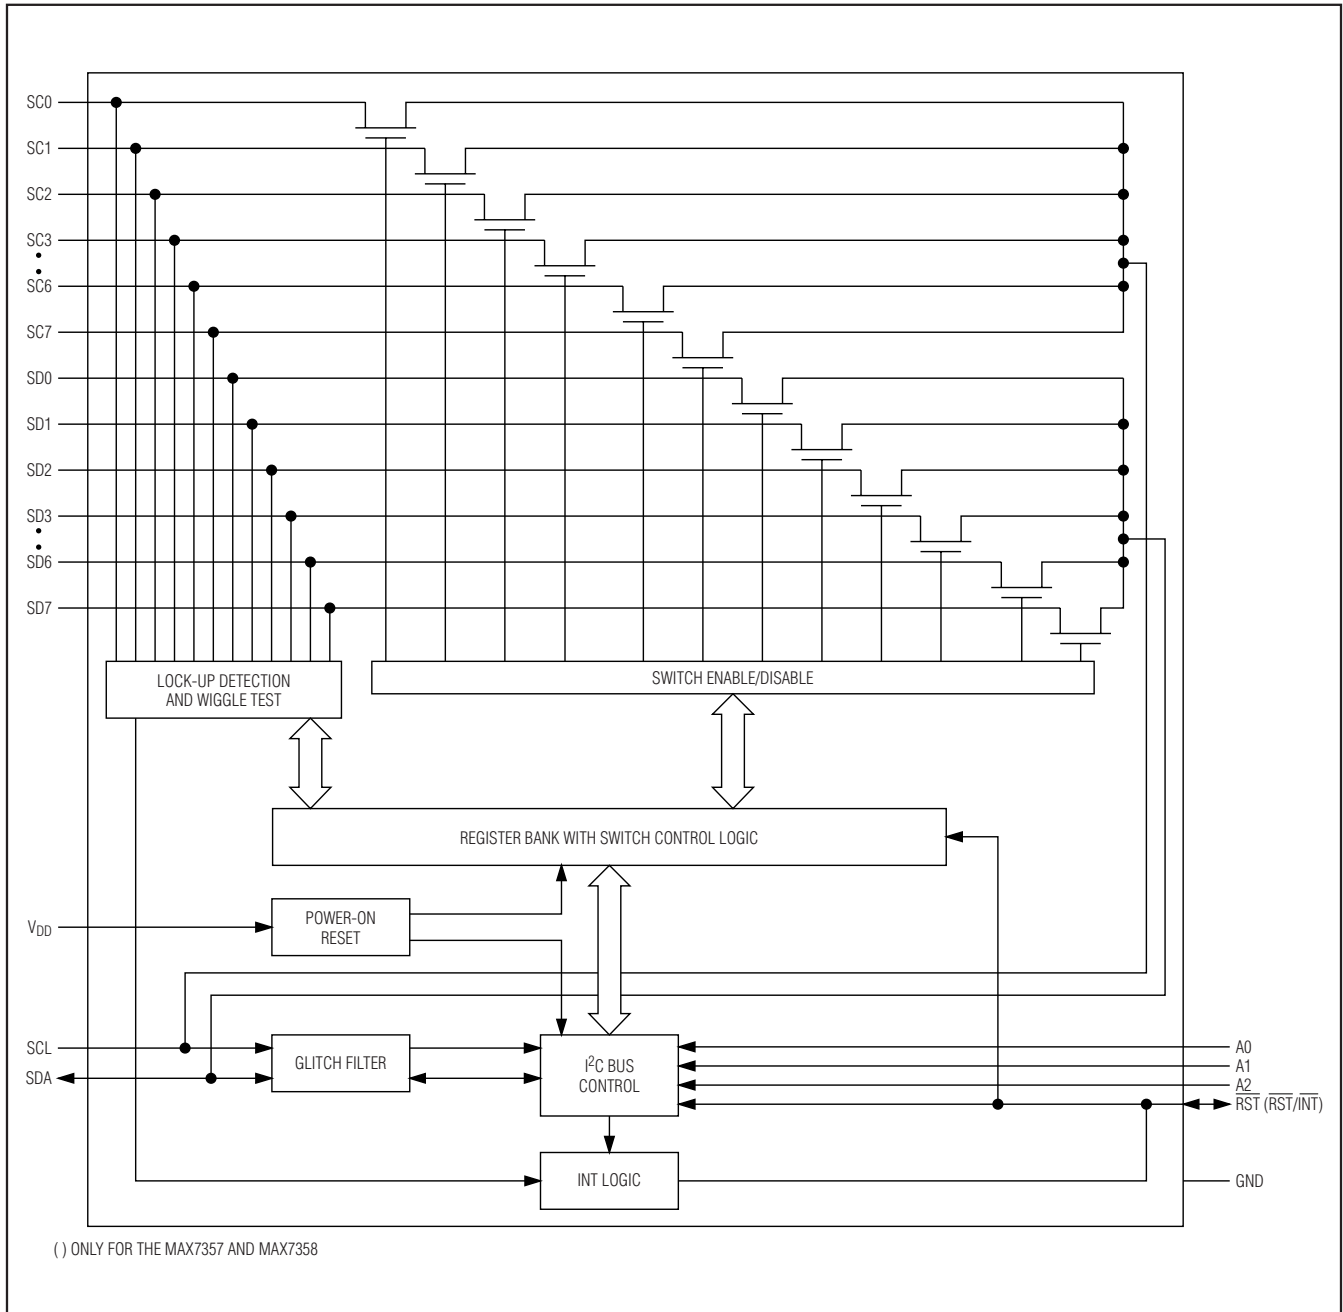 SC0
SC1
SC2
SC3
SC6
SC7
SD0
SD1
SD2
SD3
SD6
SD7
LOCK-UP DETECTION
AND WIGGLE TEST
SWITCH ENABLE/DISABLE
REGISTER BANK WITH SWITCH CONTROL LOGIC
VDD
POWER-ON
RESET
SCL
SDA
GLITCH FILTER
I²C BUS
CONTROL
A0
A1
A2
RST (RST/INT)
INT LOGIC
GND
( ) ONLY FOR THE MAX7357 AND MAX7358